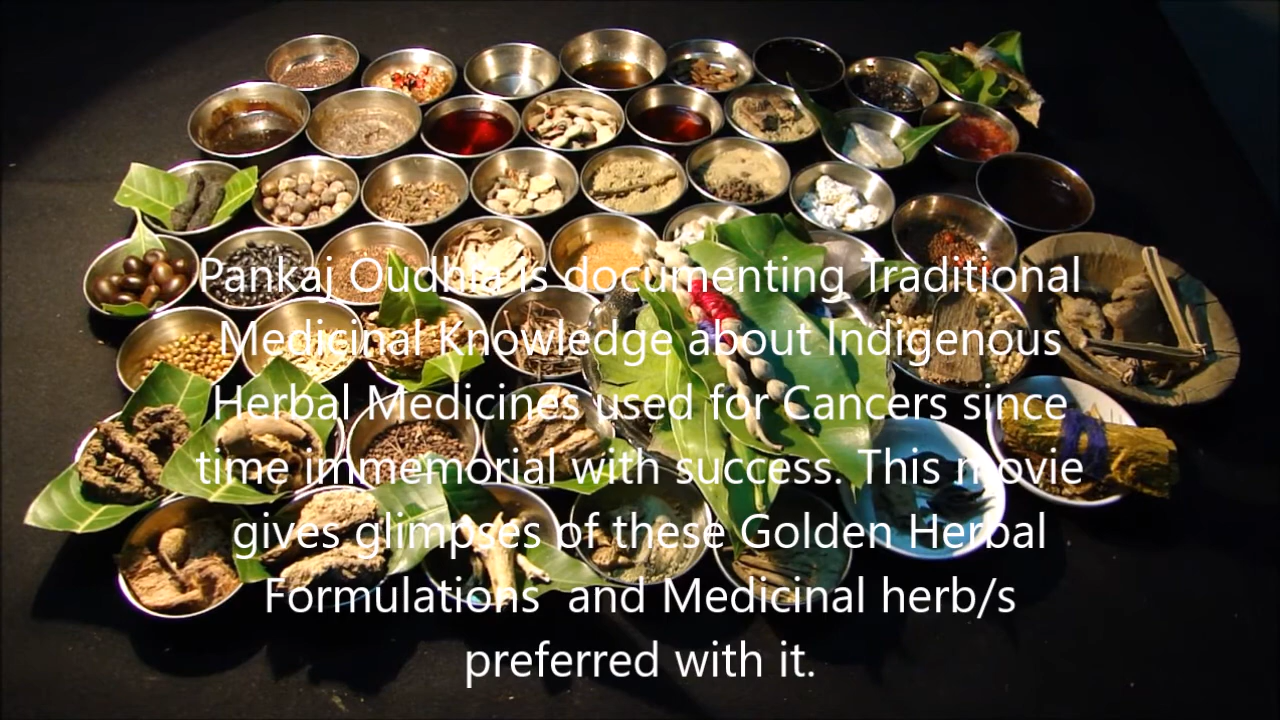 Pankaj Oudhia is documenting Traditional
Medicinal Knowledge about Indigenous
Herbal Medicines used for Cancers since
time immemorial with success. This movie
gives glimpses of these Golden Herbal
Formulations  and Medicinal herb/s
preferred with it.